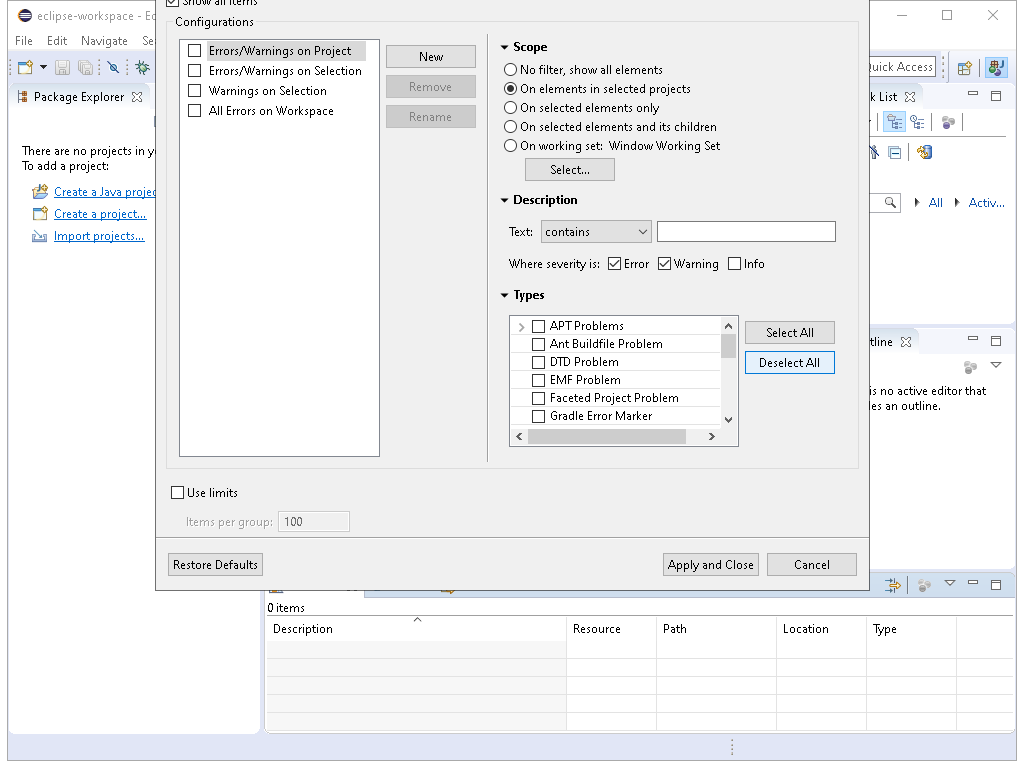 eclipse-workspace - Ec
Show all items
File Edit Navigate Se
Configurations
Quick Access
Package Explorer
Errors/Warnings on Project
Errors/Warnings on Selection
Warnings on Selection
All Errors on Workspace
New
Remove
Rename
Scope
No filter, show all elements
On elements in selected projects
On selected elements only
On selected elements and its children
On working set: Window Working Set
Select...
k List
There are no projects in y
To add a project:
Create a Java projec
Create a project...
Import projects...
All Activ...
Description
Text: contains
Where severity is: Error Warning Info
Types
APT Problems
Ant Buildfile Problem
DTD Problem
EMF Problem
Faceted Project Problem
Gradle Error Marker
Select All
Deselect All
tline
is no active editor that
les an outline.
Use limits
Items per group: 100
Restore Defaults Apply and Close Cancel
0 items
Description Resource Path Location Type